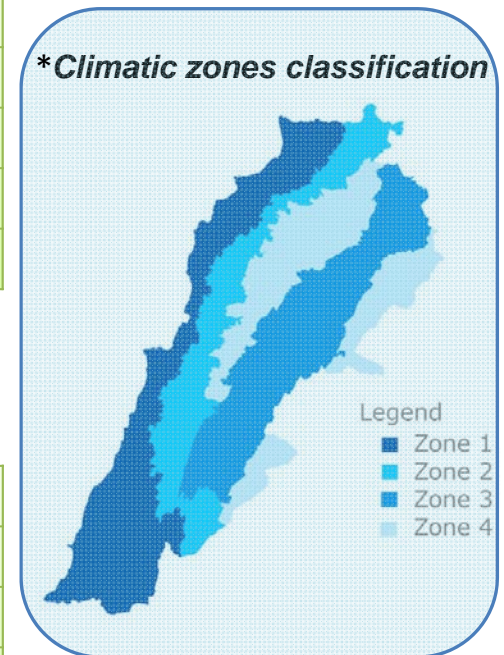 *Climatic zones classification
Legend
Zone 1
Zone 2
Zone 3
Zone 4